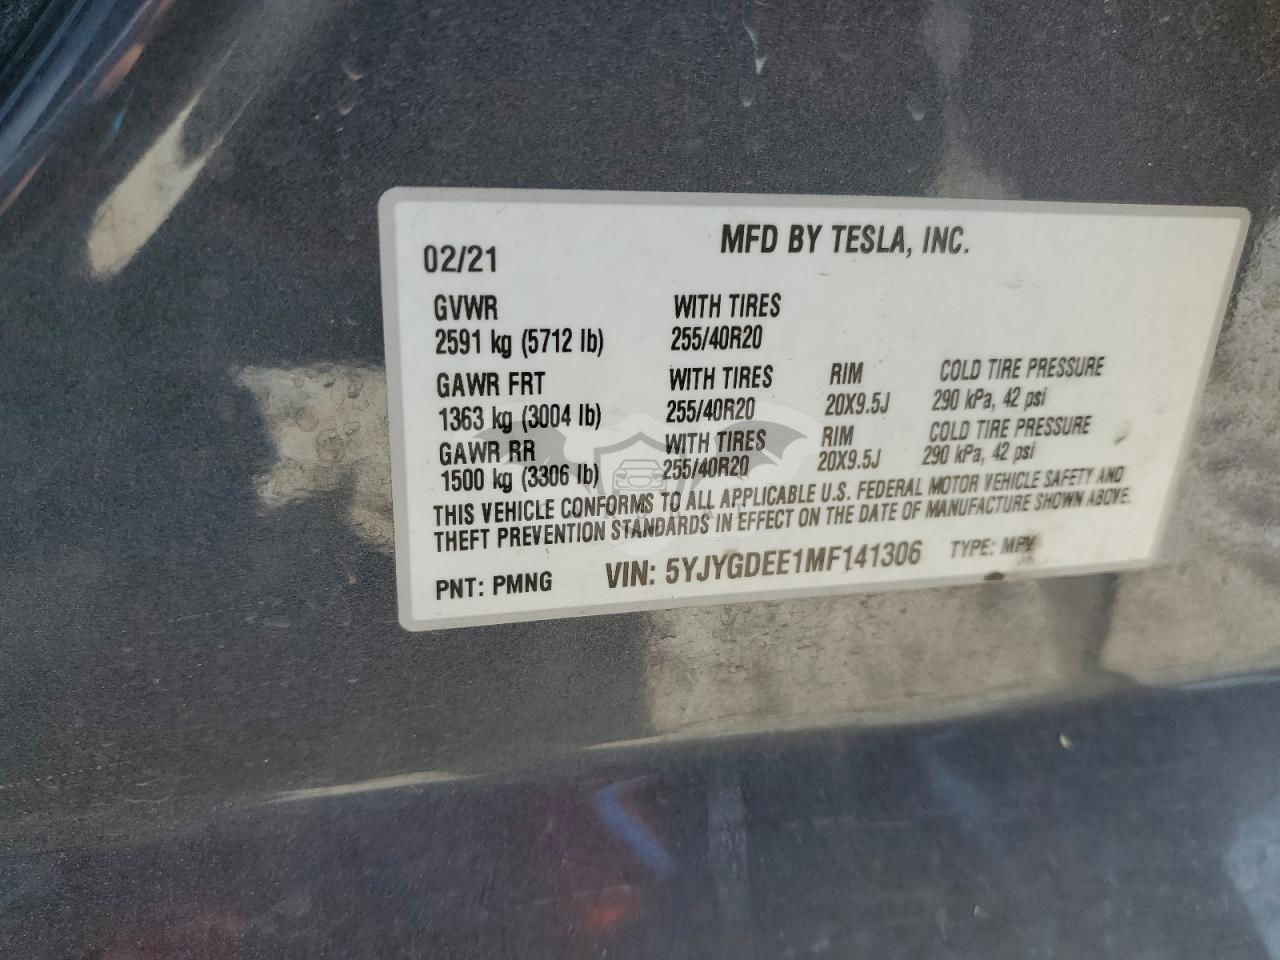 MFD BY TESLA, INC.
02/21
GVWR WITH TIRES
2591 kg (5712 lb) 255/40R20
GAWR FRT WITH TIRES RIM COLD TIRE PRESSURE
1363 kg (3004 lb) 255/40R20 20X9.5J 290 kPa, 42 psi
GAWR RR WITH TIRES RIM COLD TIRE PRESSURE
1500 kg (3306 lb) 255/40R20 20X9.5J 290 kPa, 42 psi
THIS VEHICLE CONFORMS TO ALL APPLICABLE U.S. FEDERAL MOTOR VEHICLE SAFETY AND
THEFT PREVENTION STANDARDS IN EFFECT ON THE DATE OF MANUFACTURE SHOWN ABOVE.
PNT: PMNG VIN: 5YJYGDEE1MF141306 TYPE: MPV